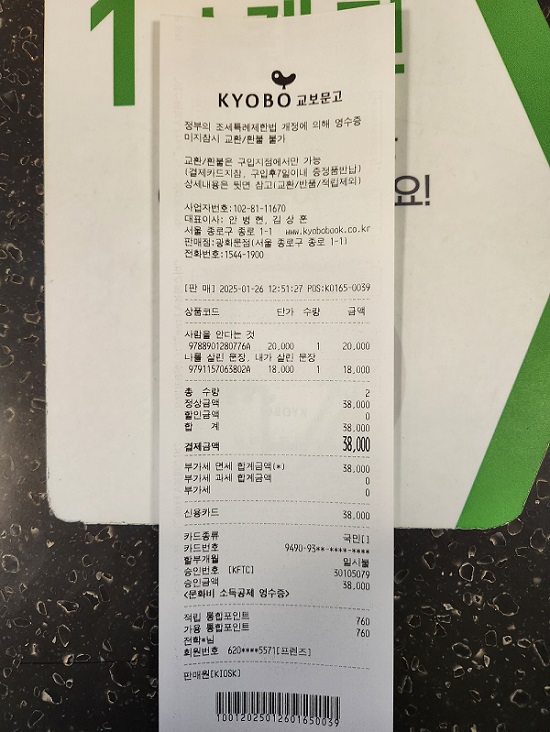 KYOBO 교보문고
정부의 조세특례제한법 개정에 의해 영수증
미지참시 교환/환불 불가
교환/환불은 구입지점에서만 가능
(결제카드지참, 구입후7일이내 증정품반납)
상세내용은 뒷면 참고(교환/반품/적립제외)
사업자번호:102-81-11670
대표이사: 안 병 현, 김 상 훈
서울 종로구 종로 1-1 www.kyobobook.co.kr
판매점:광화문점(서울 종로구 종로 1-1)
전화번호:1544-1900
[판 매] 2025-01-26 12:51:27 POS:K0165-0039
상품코드 단가 수량 금액
사람을 안다는 것
9788901280776A 20,000 1 20,000
나를 살린 문장, 내가 살린 문장
9791157063802A 18,000 1 18,000
총 수량 2
정상금액 38,000
할인금액 0
합 계 38,000
결제금액 38,000
부가세 면세 합계금액(*) 38,000
부가세 과세 합계금액 0
부가세 0
신용카드 38,000
카드종류 국민[]
카드번호 9490-93**-****-****
할부개월 일시불
승인번호 [KFTC] 30105079
승인금액 38,000
<문화비 소득공제 영수증>
적립 통합포인트 760
가용 통합포인트 760
전학*님
회원번호 620****5571[프렌즈]
판매원[KIOSK]
10012025012601650039
요!